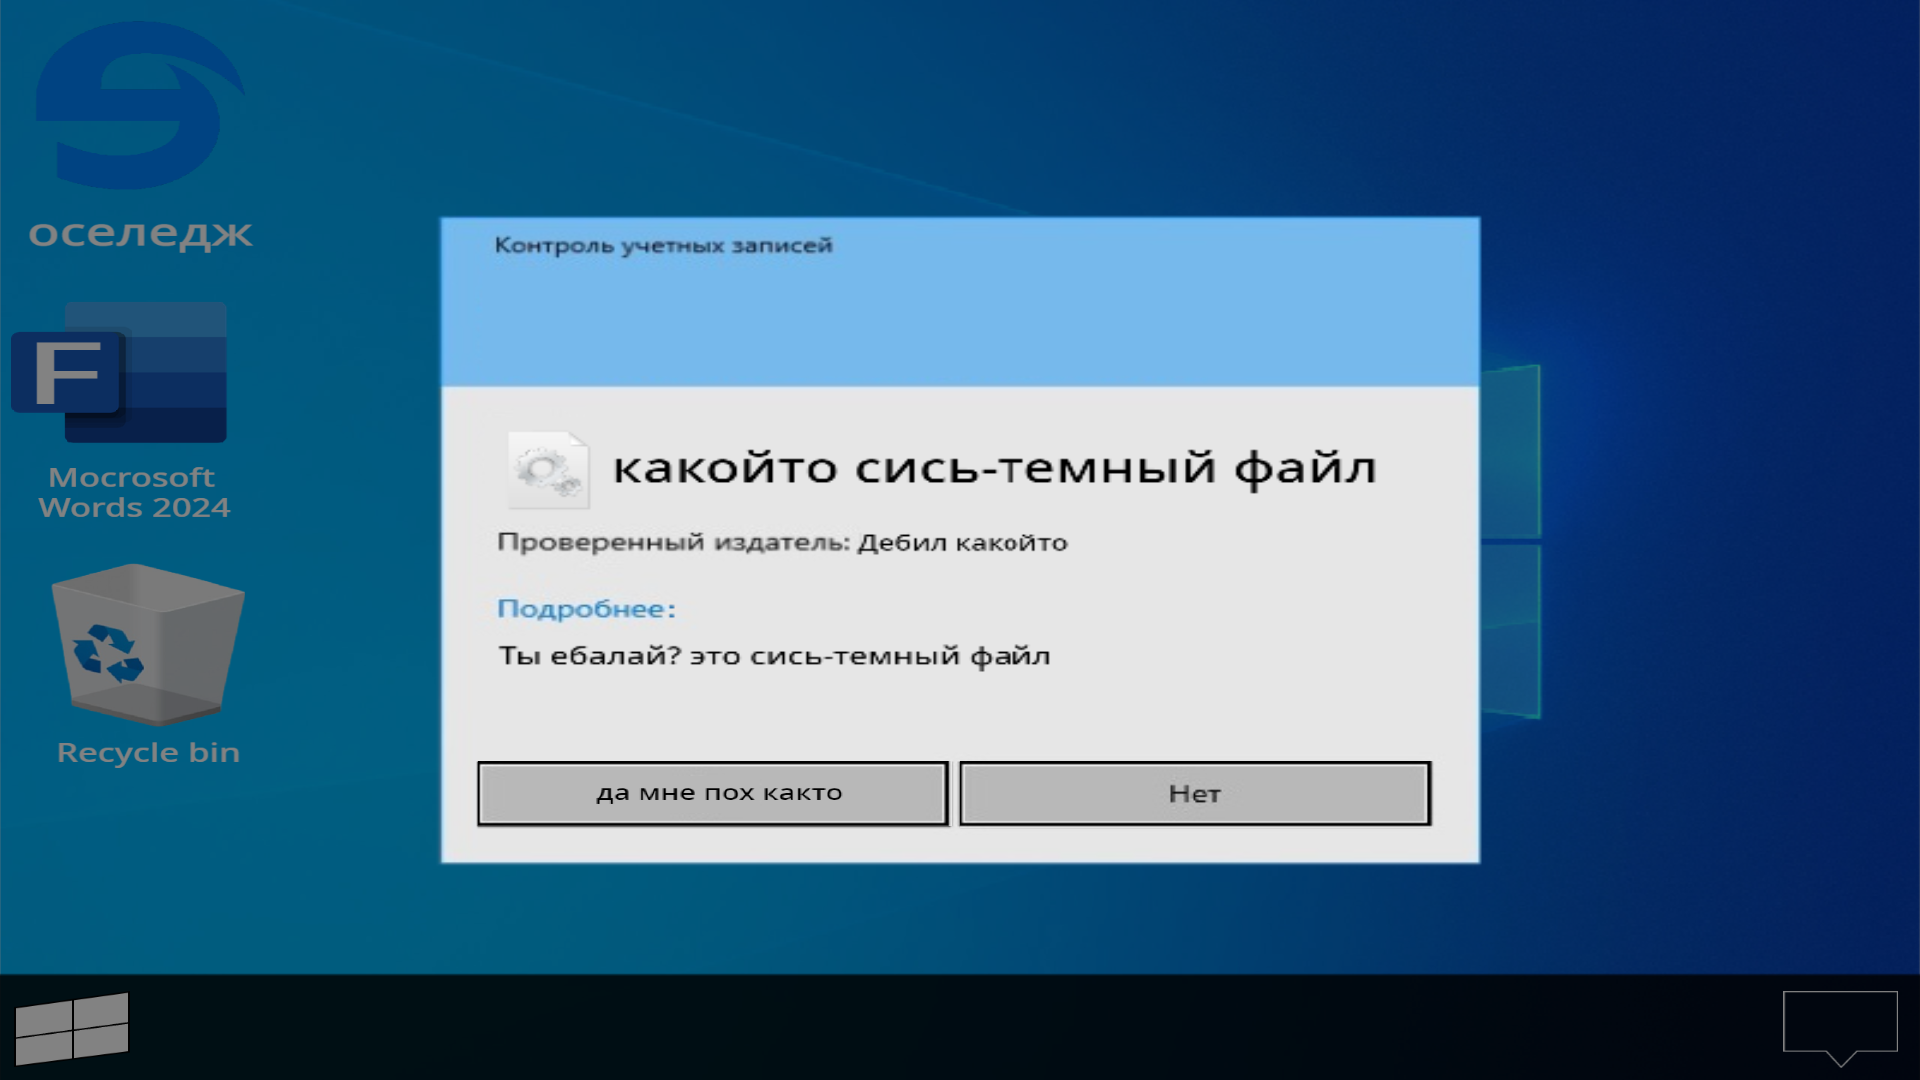 оселедж
F
Mocrosoft
Words 2024
Recycle bin
Контроль учетных записей
какойто сись-темный файл
Проверенный издатель: Дебил какойто
Подробнее:
Ты ебалай? это сись-темный файл
да мне пох както
Нет